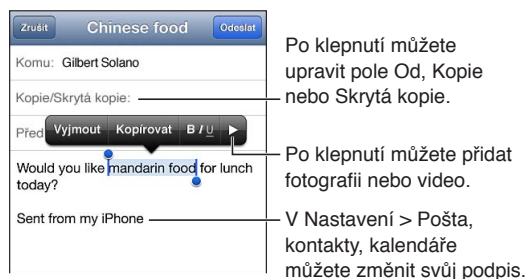 Zrušit Chinese food Odeslat
Komu: Gilbert Solano
Kopie/Skrytá kopie:
Před
Vyjmout Kopírovat B I U
Would you like mandarin food for lunch
today?
Sent from my iPhone
Po klepnutí můžete
upravit pole Od, Kopie
nebo Skrytá kopie.
Po klepnutí můžete přidat
fotografii nebo video.
V Nastavení > Pošta,
kontakty, kalendáře
můžete změnit svůj podpis.